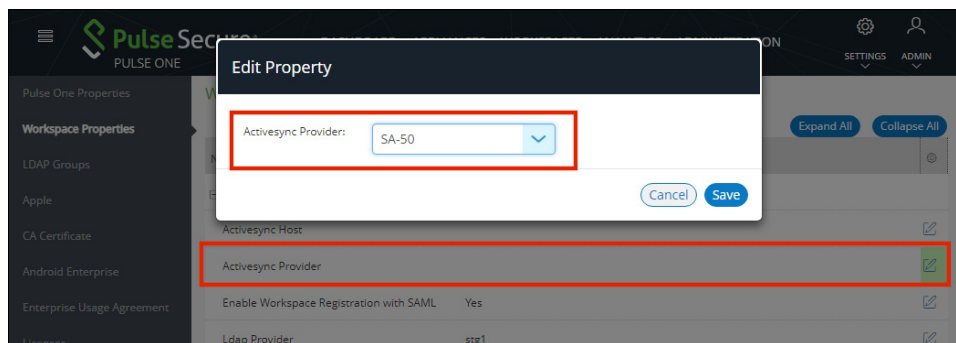 Pulse Secure
PULSE ONE
SETTINGS
ADMIN
Edit Property
Activesync Provider:
SA-50
Cancel
Save
Pulse One Properties
Workspace Properties
LDAP Groups
Apple
CA Certificate
Android Enterprise
Enterprise Usage Agreement
Licenses
Expand All
Collapse All
Activesync Host
Activesync Provider
Enable Workspace Registration with SAML Yes
Ldap Provider stg1